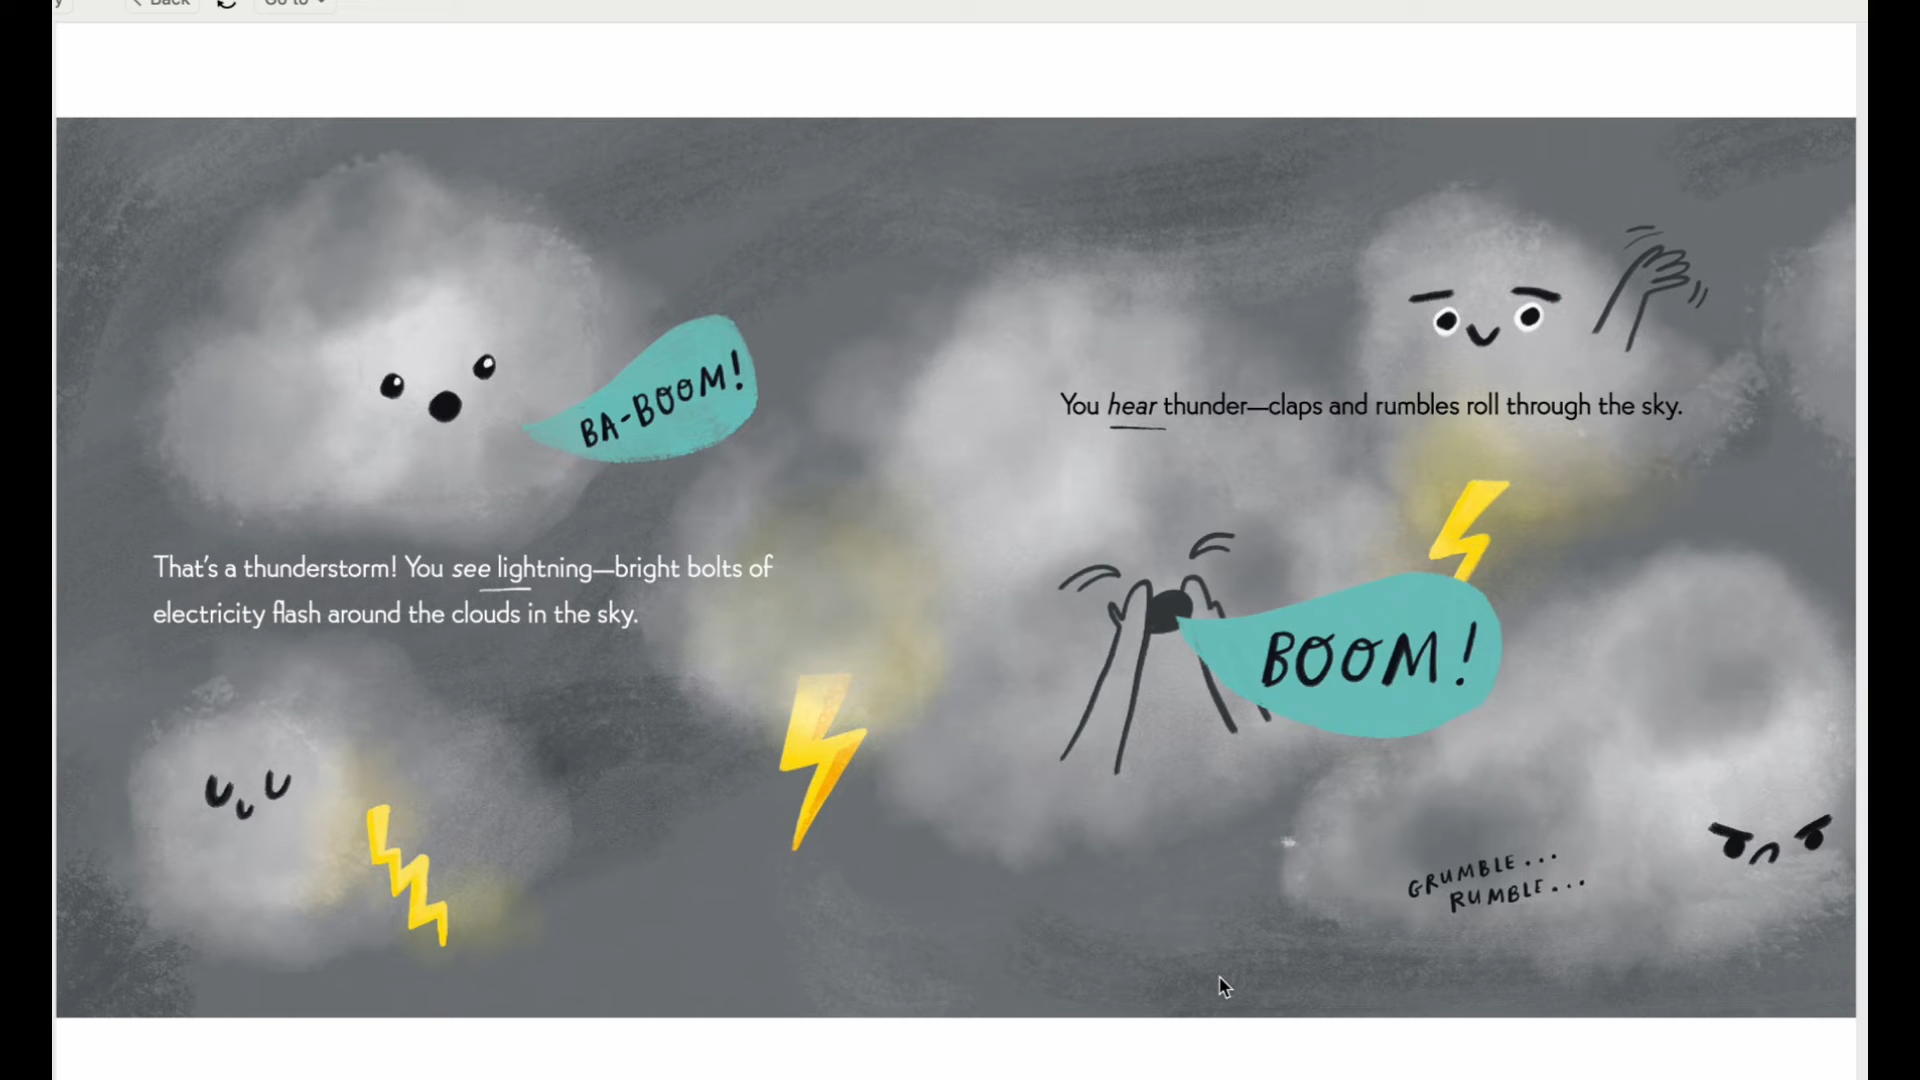 Back
BA-BOOM!
That's a thunderstorm! You see lightning—bright bolts of
electricity flash around the clouds in the sky.
You hear thunder—claps and rumbles roll through the sky.
BOOM!
GRUMBLE...
RUMBLE...